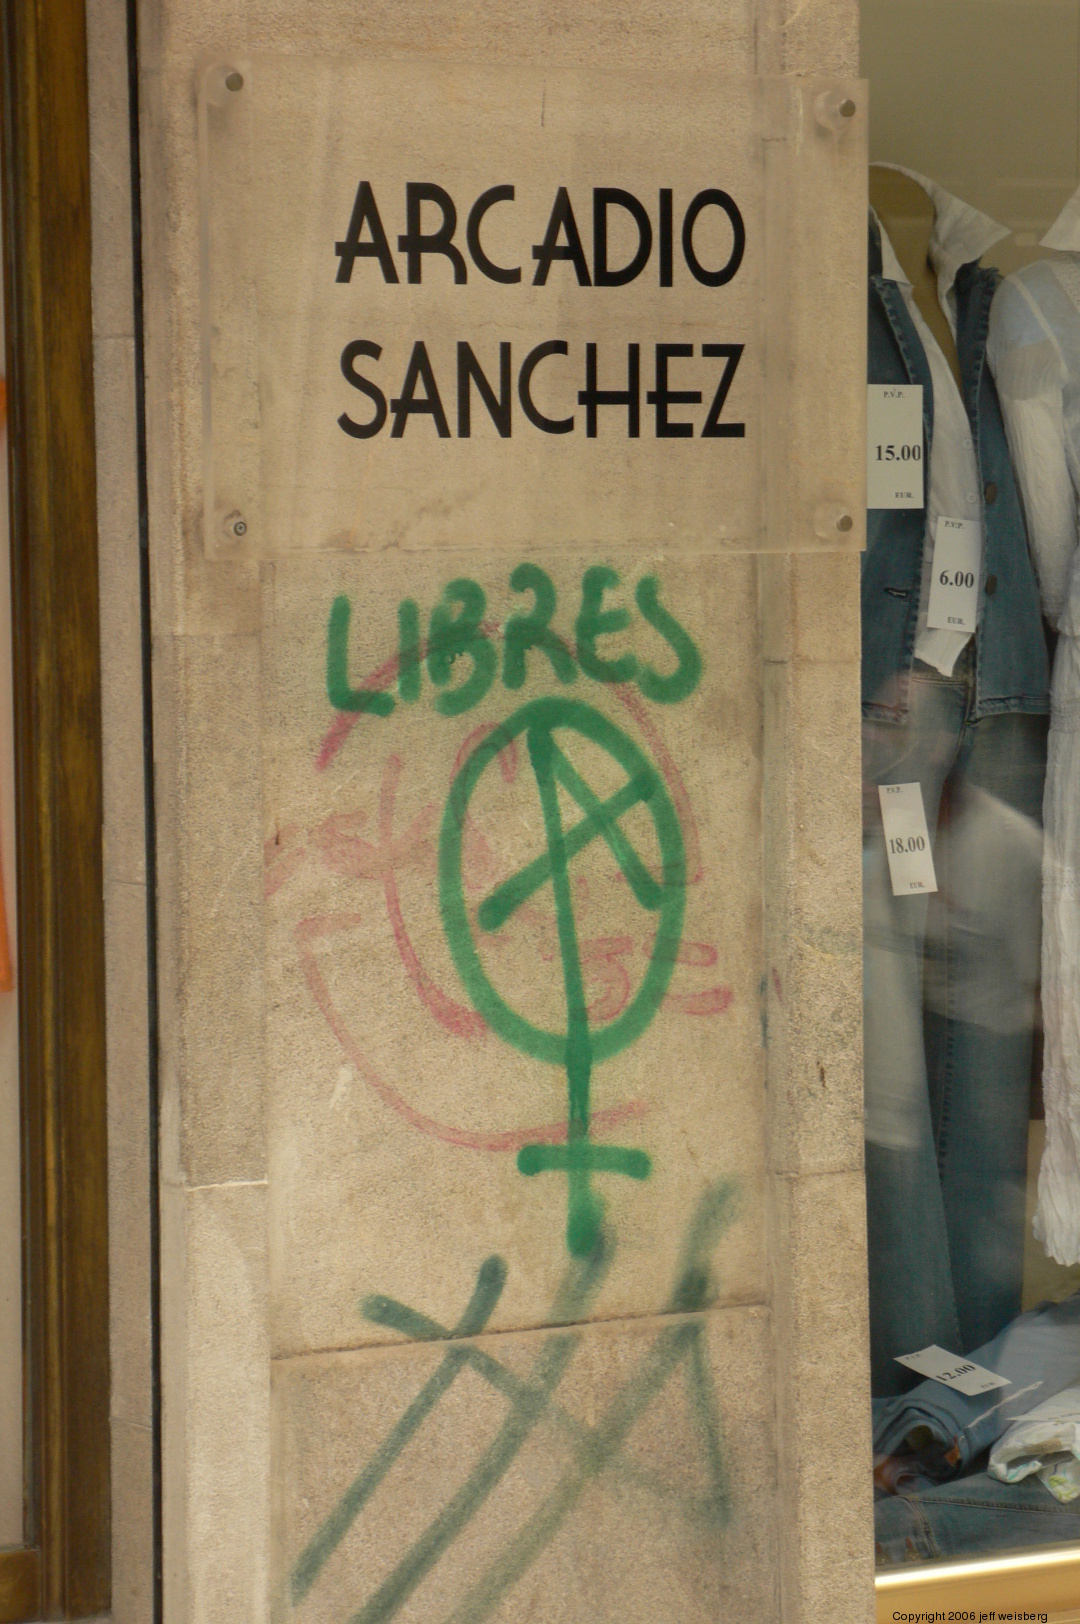 ARCADIO
SANCHEZ
LIBRES
A
P.V.P.
15.00
EUR.
P.V.P.
6.00
EUR.
P.V.P.
18.00
EUR.
12.00
Copyright 2006 jeff weisberg